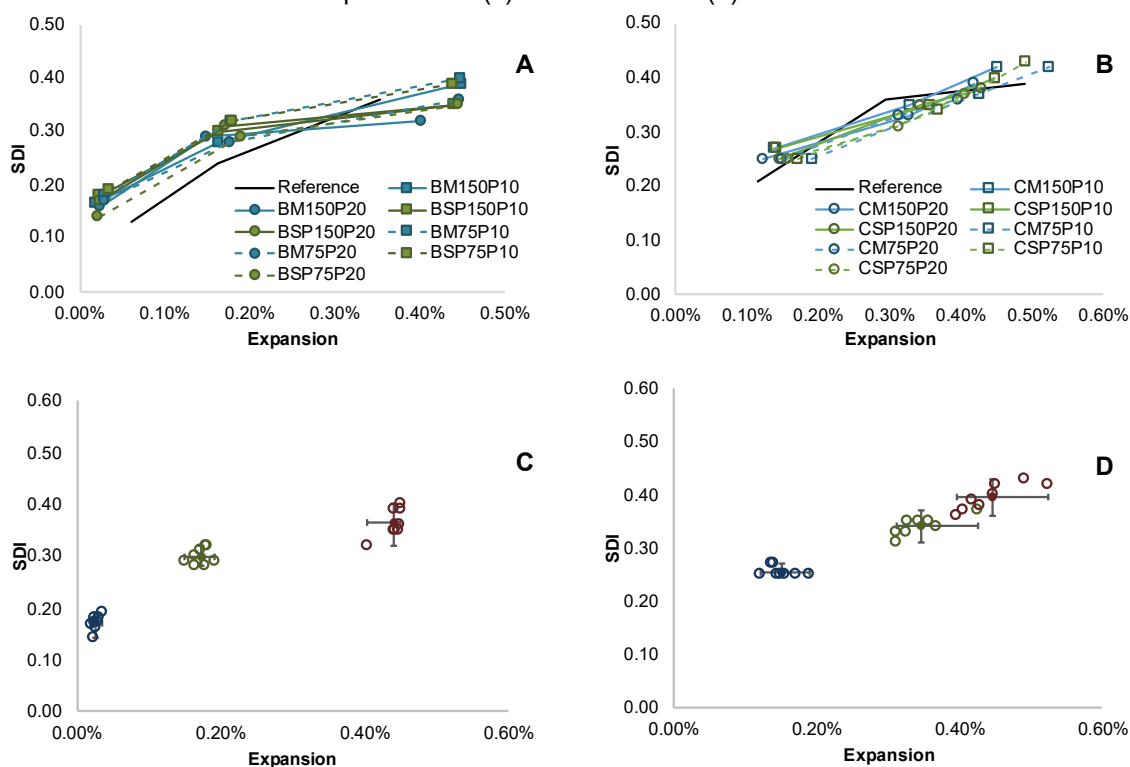 0.50
0.40
0.30
0.20
0.10
0.00
SDI
A
Reference
BM150P10
BM150P20
BSP150P10
BSP150P20
BM75P10
BM75P20
BSP75P10
BSP75P20
0.00% 0.10% 0.20% 0.30% 0.40% 0.50%
Expansion
0.50
0.40
0.30
0.20
0.10
0.00
SDI
B
Reference
CM150P10
CM150P20
CSP150P10
CSP150P20
CM75P10
CM75P20
CSP75P10
CSP75P20
0.00% 0.10% 0.20% 0.30% 0.40% 0.50% 0.60%
Expansion
0.60
0.50
0.40
0.30
0.20
0.10
0.00
SDI
C
0.00% 0.20% 0.40% 0.60%
Expansion
0.60
0.50
0.40
0.30
0.20
0.10
0.00
SDI
D
0.00% 0.20% 0.40% 0.60%
Expansion